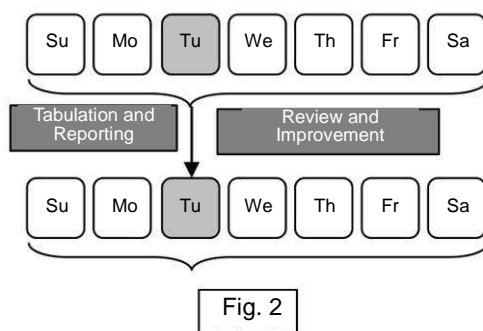 Su Mo Tu We Th Fr Sa
Tabulation and
Reporting
Review and
Improvement
Su Mo Tu We Th Fr Sa
Fig. 2